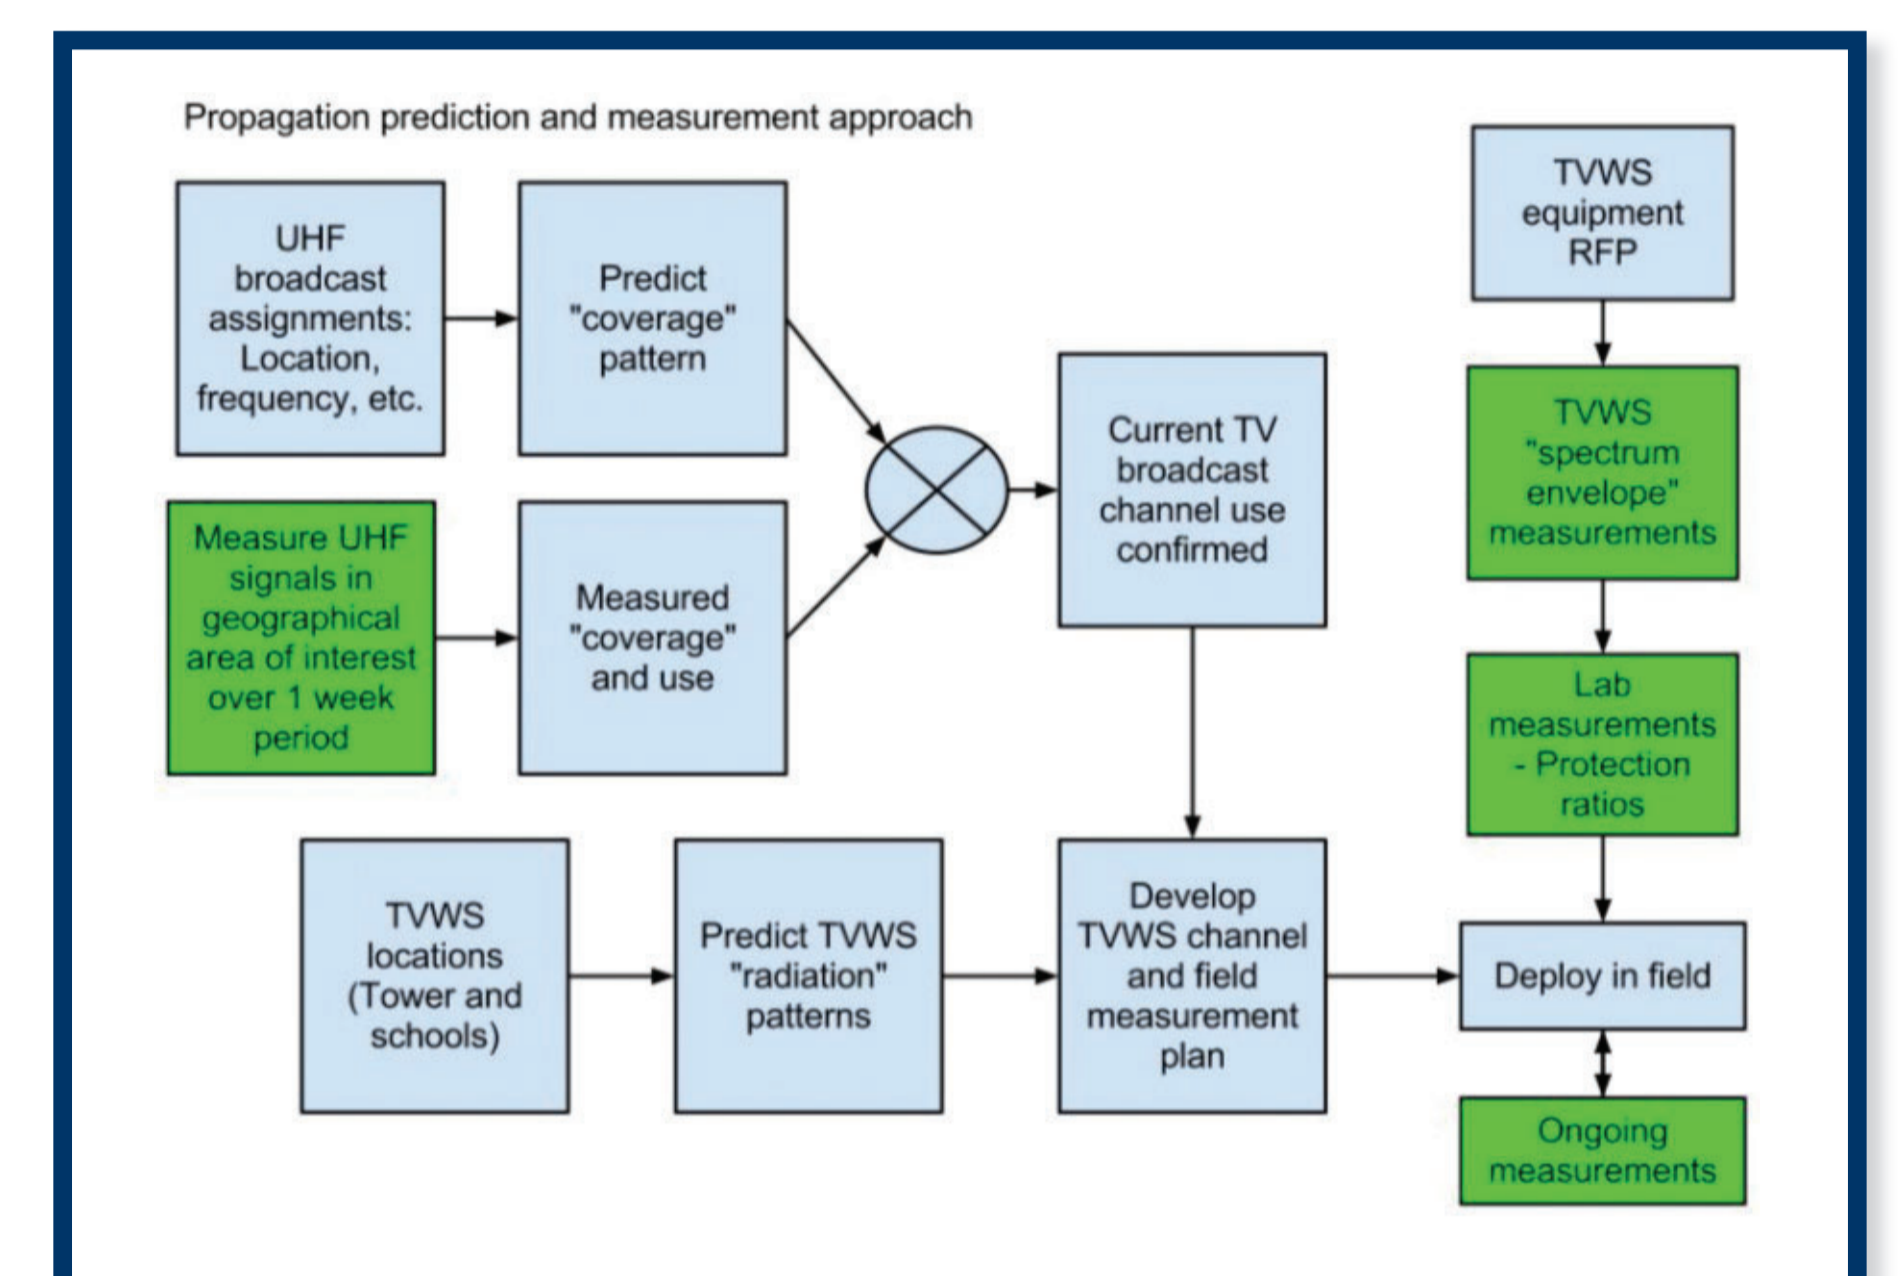 Propagation prediction and measurement approach
UHF
broadcast
assignments:
Location,
frequency, etc.
Predict
"coverage"
pattern
Measure UHF
signals in
geographical
area of interest
over 1 week
period
Measured
"coverage"
and use
Current TV
broadcast
channel use
confirmed
TVWS
locations
(Tower and
schools)
Predict TVWS
"radiation"
patterns
Develop
TVWS channel
and field
measurement
plan
TVWS
equipment
RFP
TVWS
"spectrum
envelope"
measurements
Lab
measurements
- Protection
ratios
Deploy in field
Ongoing
measurements